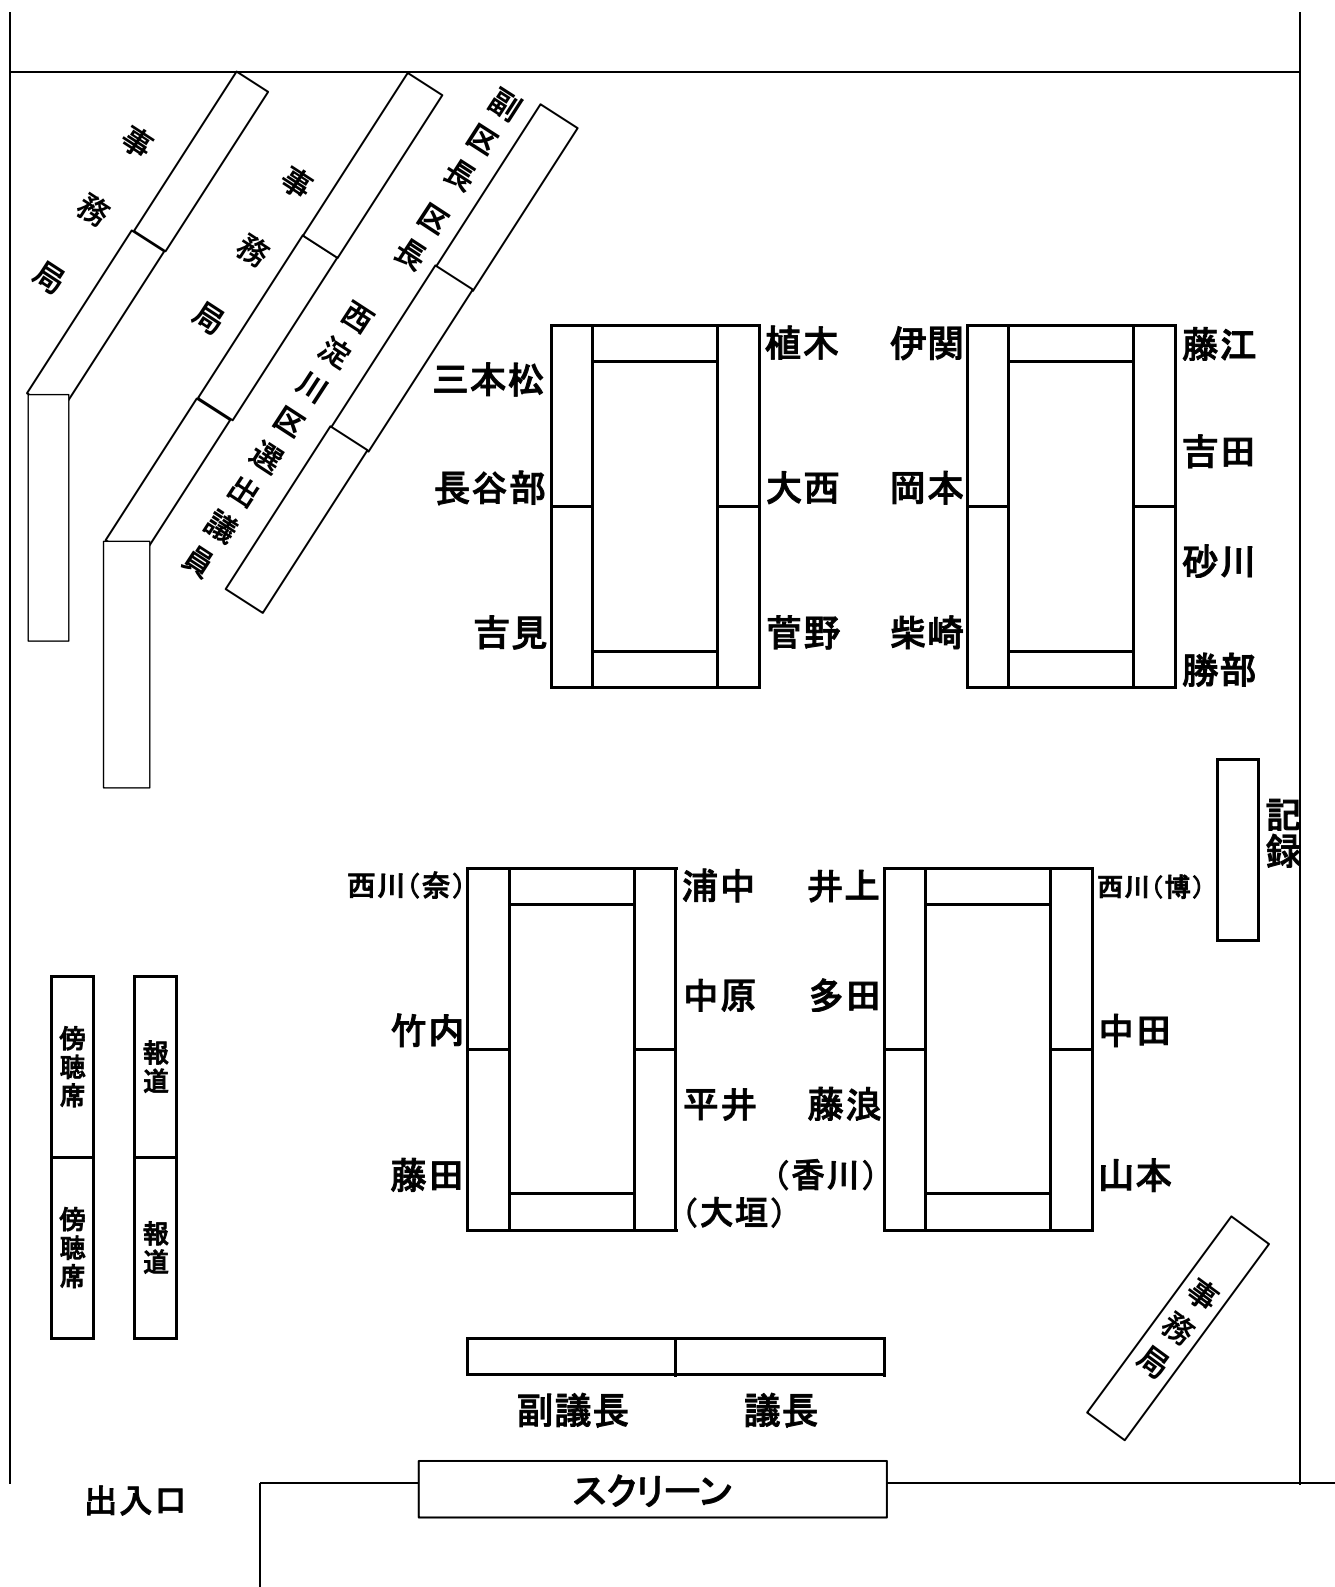 事務局
事務局
副区長
区長
西淀川区選出議員
三本松
長谷部
吉見
植木
大西
菅野
伊関
岡本
柴崎
藤江
吉田
砂川
勝部
記録
西川（奈）
竹内
藤田
浦中
中原
平井
（大垣）
井上
多田
藤浪
（香川）
西川（博）
中田
山本
傍聴席
報道
傍聴席
報道
事務局
副議長
議長
スクリーン
出入口